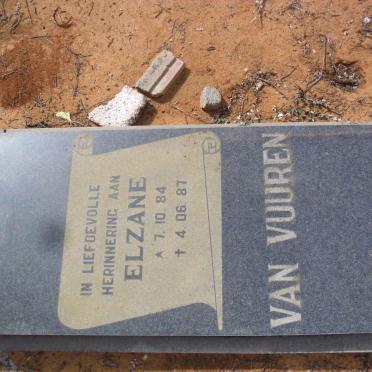 IN LIEFDEVOLLE
HERINNERING AAN
ELZANE
★ 7.10.84
✝ 4.06.87
VAN VUUREN